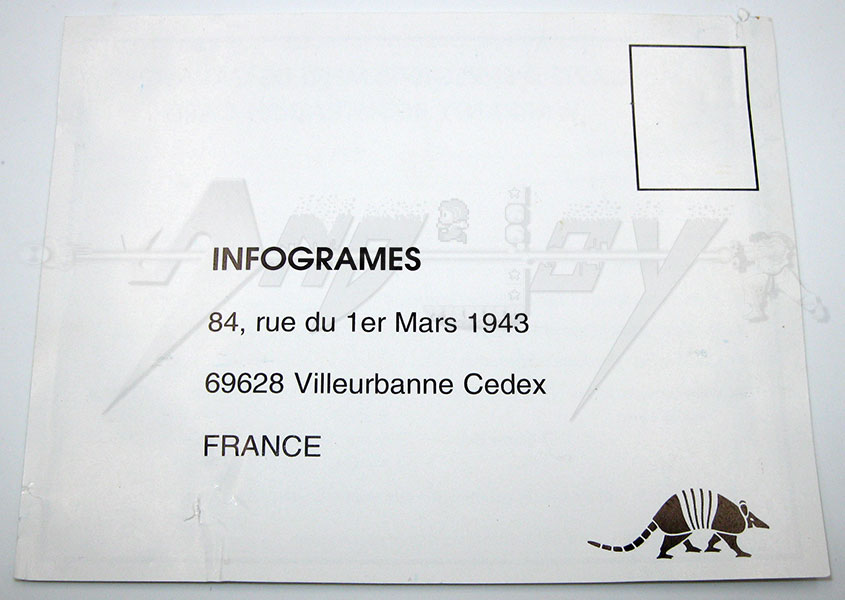 INFOGRAMES
84, rue du 1er Mars 1943
69628 Villeurbanne Cedex
FRANCE